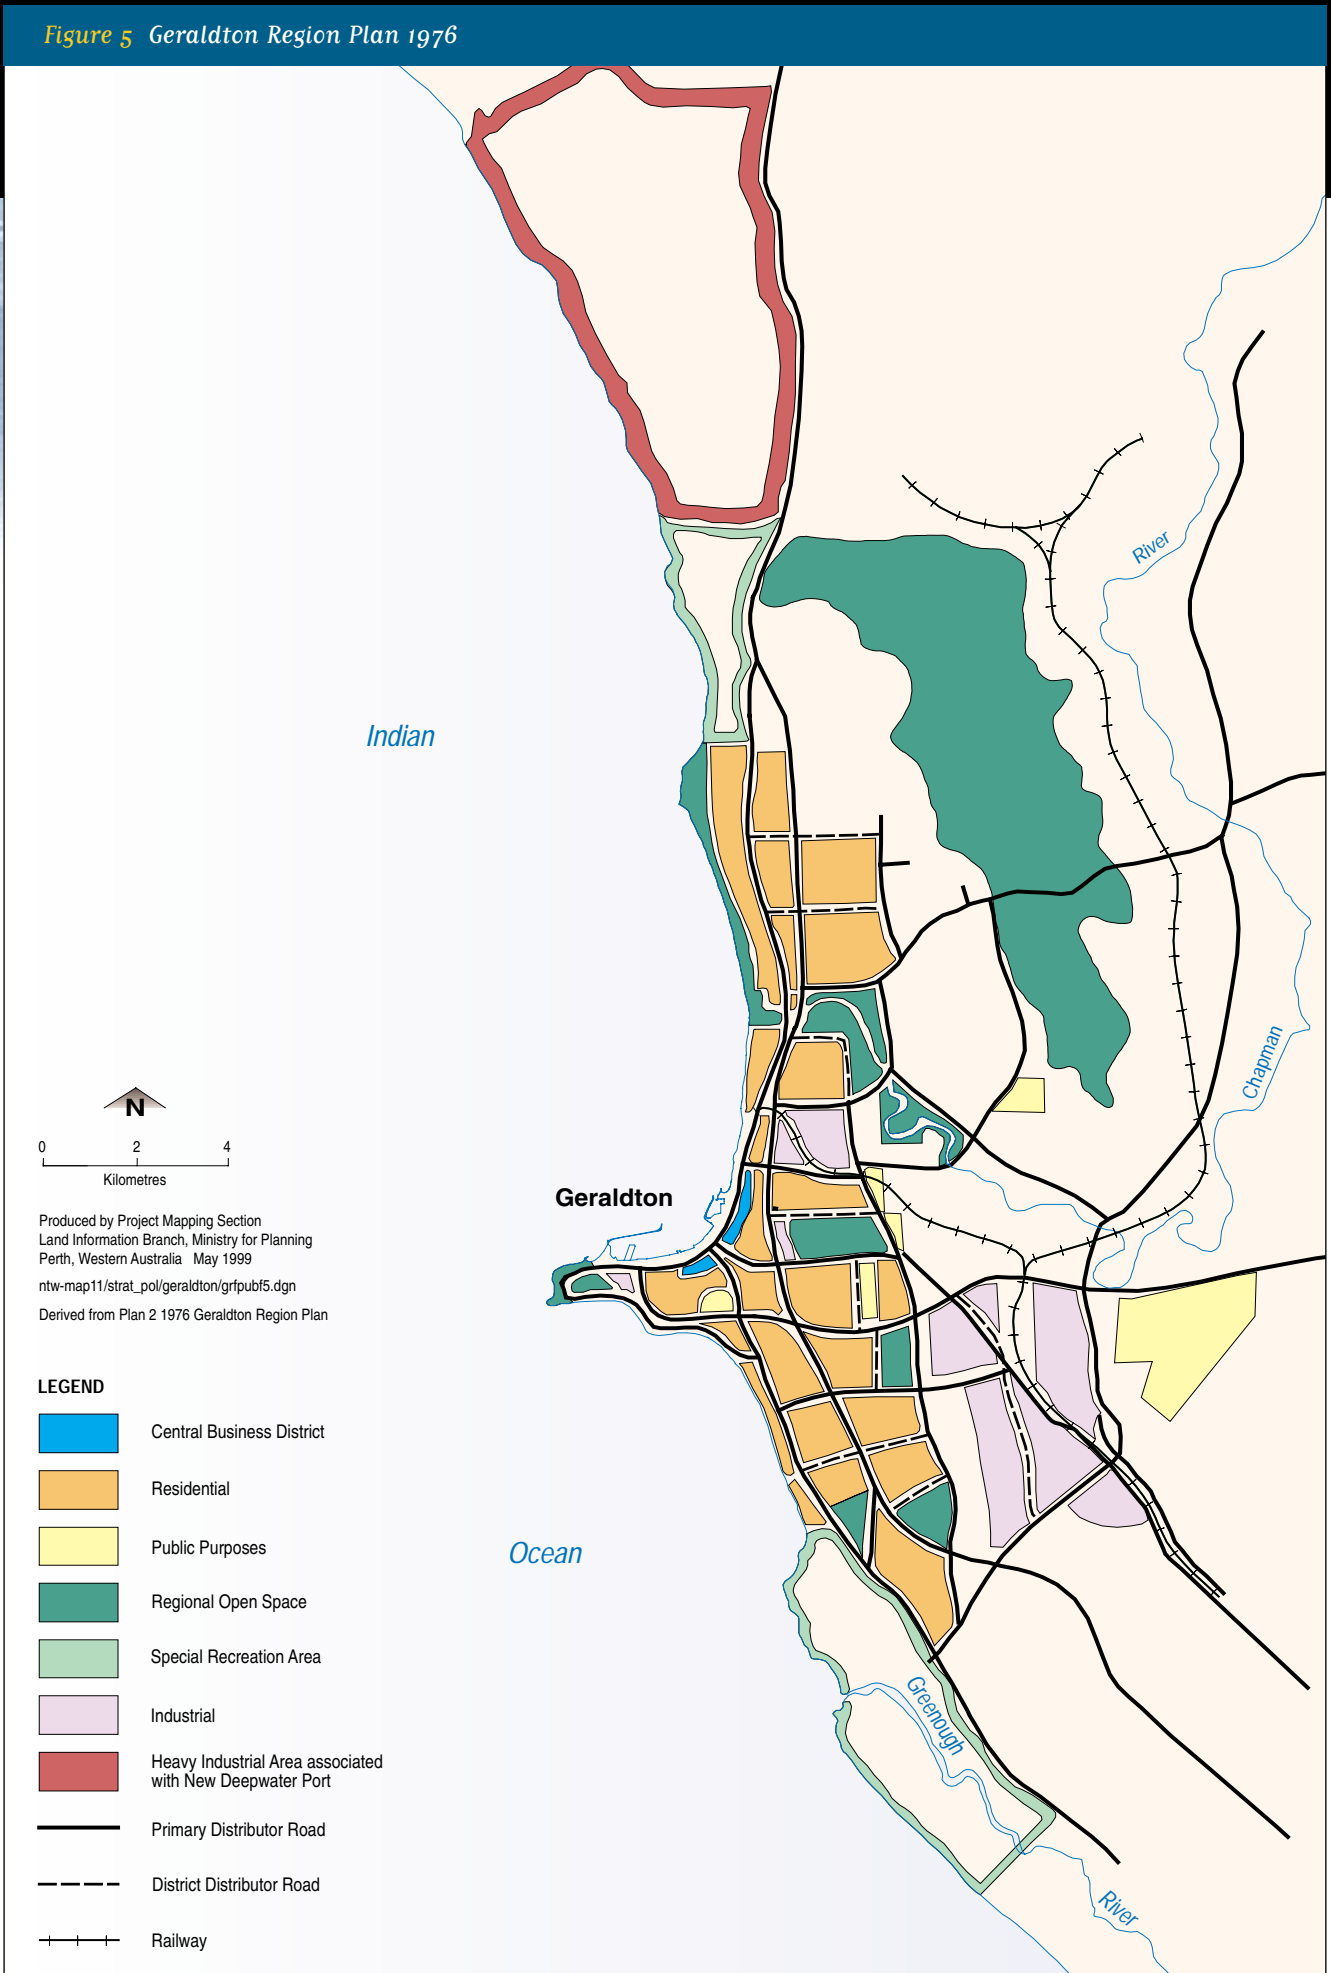 Figure 5 Geraldton Region Plan 1976
River
Indian
Chapman
N
0 2 4
Kilometres
Geraldton
Produced by Project Mapping Section
Land Information Branch, Ministry for Planning
Perth, Western Australia May 1999
ntw-map11/strat_pol/geraldton/grfpubf5.dgn
Derived from Plan 2 1976 Geraldton Region Plan
LEGEND
Central Business District
Residential
Public Purposes
Regional Open Space
Special Recreation Area
Industrial
Heavy Industrial Area associated
with New Deepwater Port
Primary Distributor Road
District Distributor Road
Railway
Ocean
Greenough
River